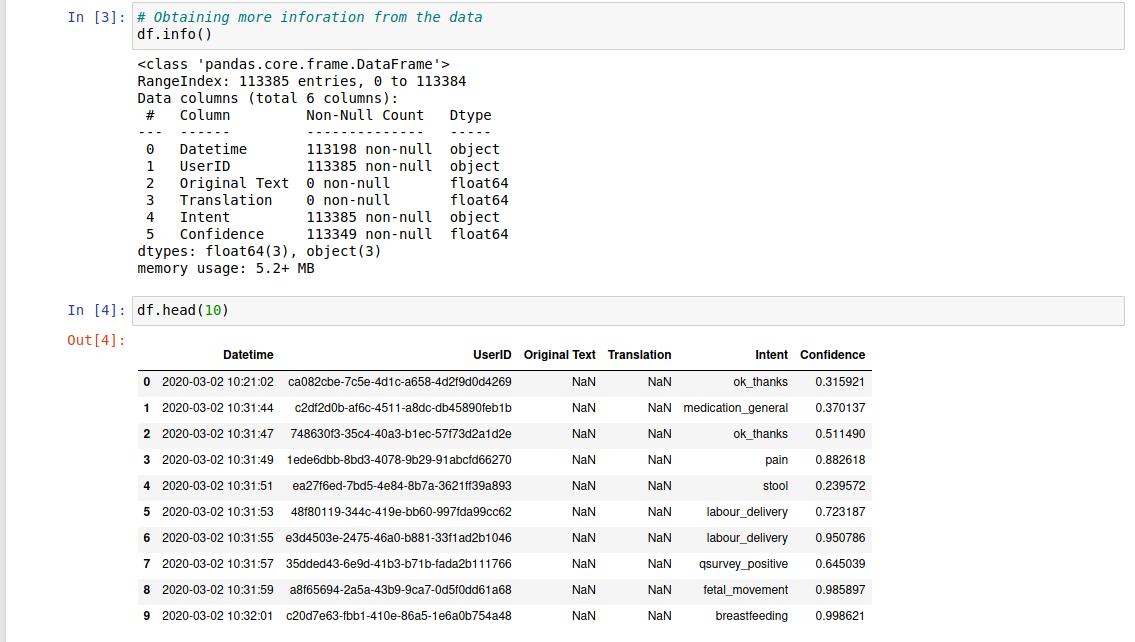 In [3]: # Obtaining more inforation from the data
df.info()
<class 'pandas.core.frame.DataFrame'>
RangeIndex: 113385 entries, 0 to 113384
Data columns (total 6 columns):
# Column Non-Null Count Dtype
--- ------ -------------- -----
0 Datetime 113198 non-null object
1 UserID 113385 non-null object
2 Original Text 0 non-null float64
3 Translation 0 non-null float64
4 Intent 113385 non-null object
5 Confidence 113349 non-null float64
dtypes: float64(3), object(3)
memory usage: 5.2+ MB
In [4]: df.head(10)
Out[4]:
Datetime UserID Original Text Translation Intent Confidence
0 2020-03-02 10:21:02 ca082cbe-7c5e-4d1c-a658-4d2f9d0d4269 NaN NaN ok_thanks 0.315921
1 2020-03-02 10:31:44 c2df2d0b-af6c-4511-a8dc-db45890feb1b NaN NaN medication_general 0.370137
2 2020-03-02 10:31:47 748630f3-35c4-40a3-b1ec-57f73d2a1d2e NaN NaN ok_thanks 0.511490
3 2020-03-02 10:31:49 1ede6dbb-8bd3-4078-9b29-91abcfd66270 NaN NaN pain 0.882618
4 2020-03-02 10:31:51 ea27f6ed-7bd5-4e84-8b7a-3621ff39a893 NaN NaN stool 0.239572
5 2020-03-02 10:31:53 48f80119-344c-419e-bb60-997fda99cc62 NaN NaN labour_delivery 0.723187
6 2020-03-02 10:31:55 e3d4503e-2475-46a0-b881-33f1ad2b1046 NaN NaN labour_delivery 0.950786
7 2020-03-02 10:31:57 35dded43-6e9d-41b3-b71b-fada2b111766 NaN NaN qsurvey_positive 0.645039
8 2020-03-02 10:31:59 a8f65694-2a5a-43b9-9ca7-0d5f0dd61a68 NaN NaN fetal_movement 0.985897
9 2020-03-02 10:32:01 c20d7e63-fbb1-410e-86a5-1e6a0b754a48 NaN NaN breastfeeding 0.998621